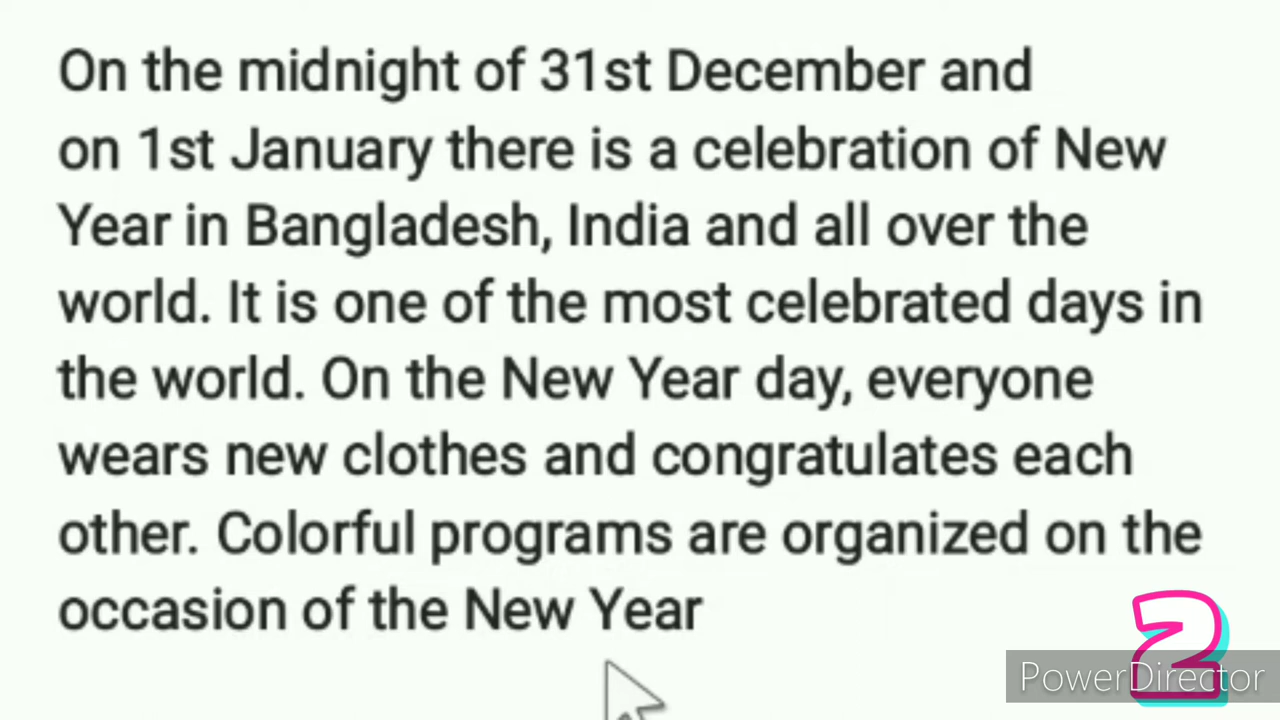 On the midnight of 31st December and
on 1st January there is a celebration of New
Year in Bangladesh, India and all over the
world. It is one of the most celebrated days in
the world. On the New Year day, everyone
wears new clothes and congratulates each
other. Colorful programs are organized on the
occasion of the New Year
2
PowerDirector